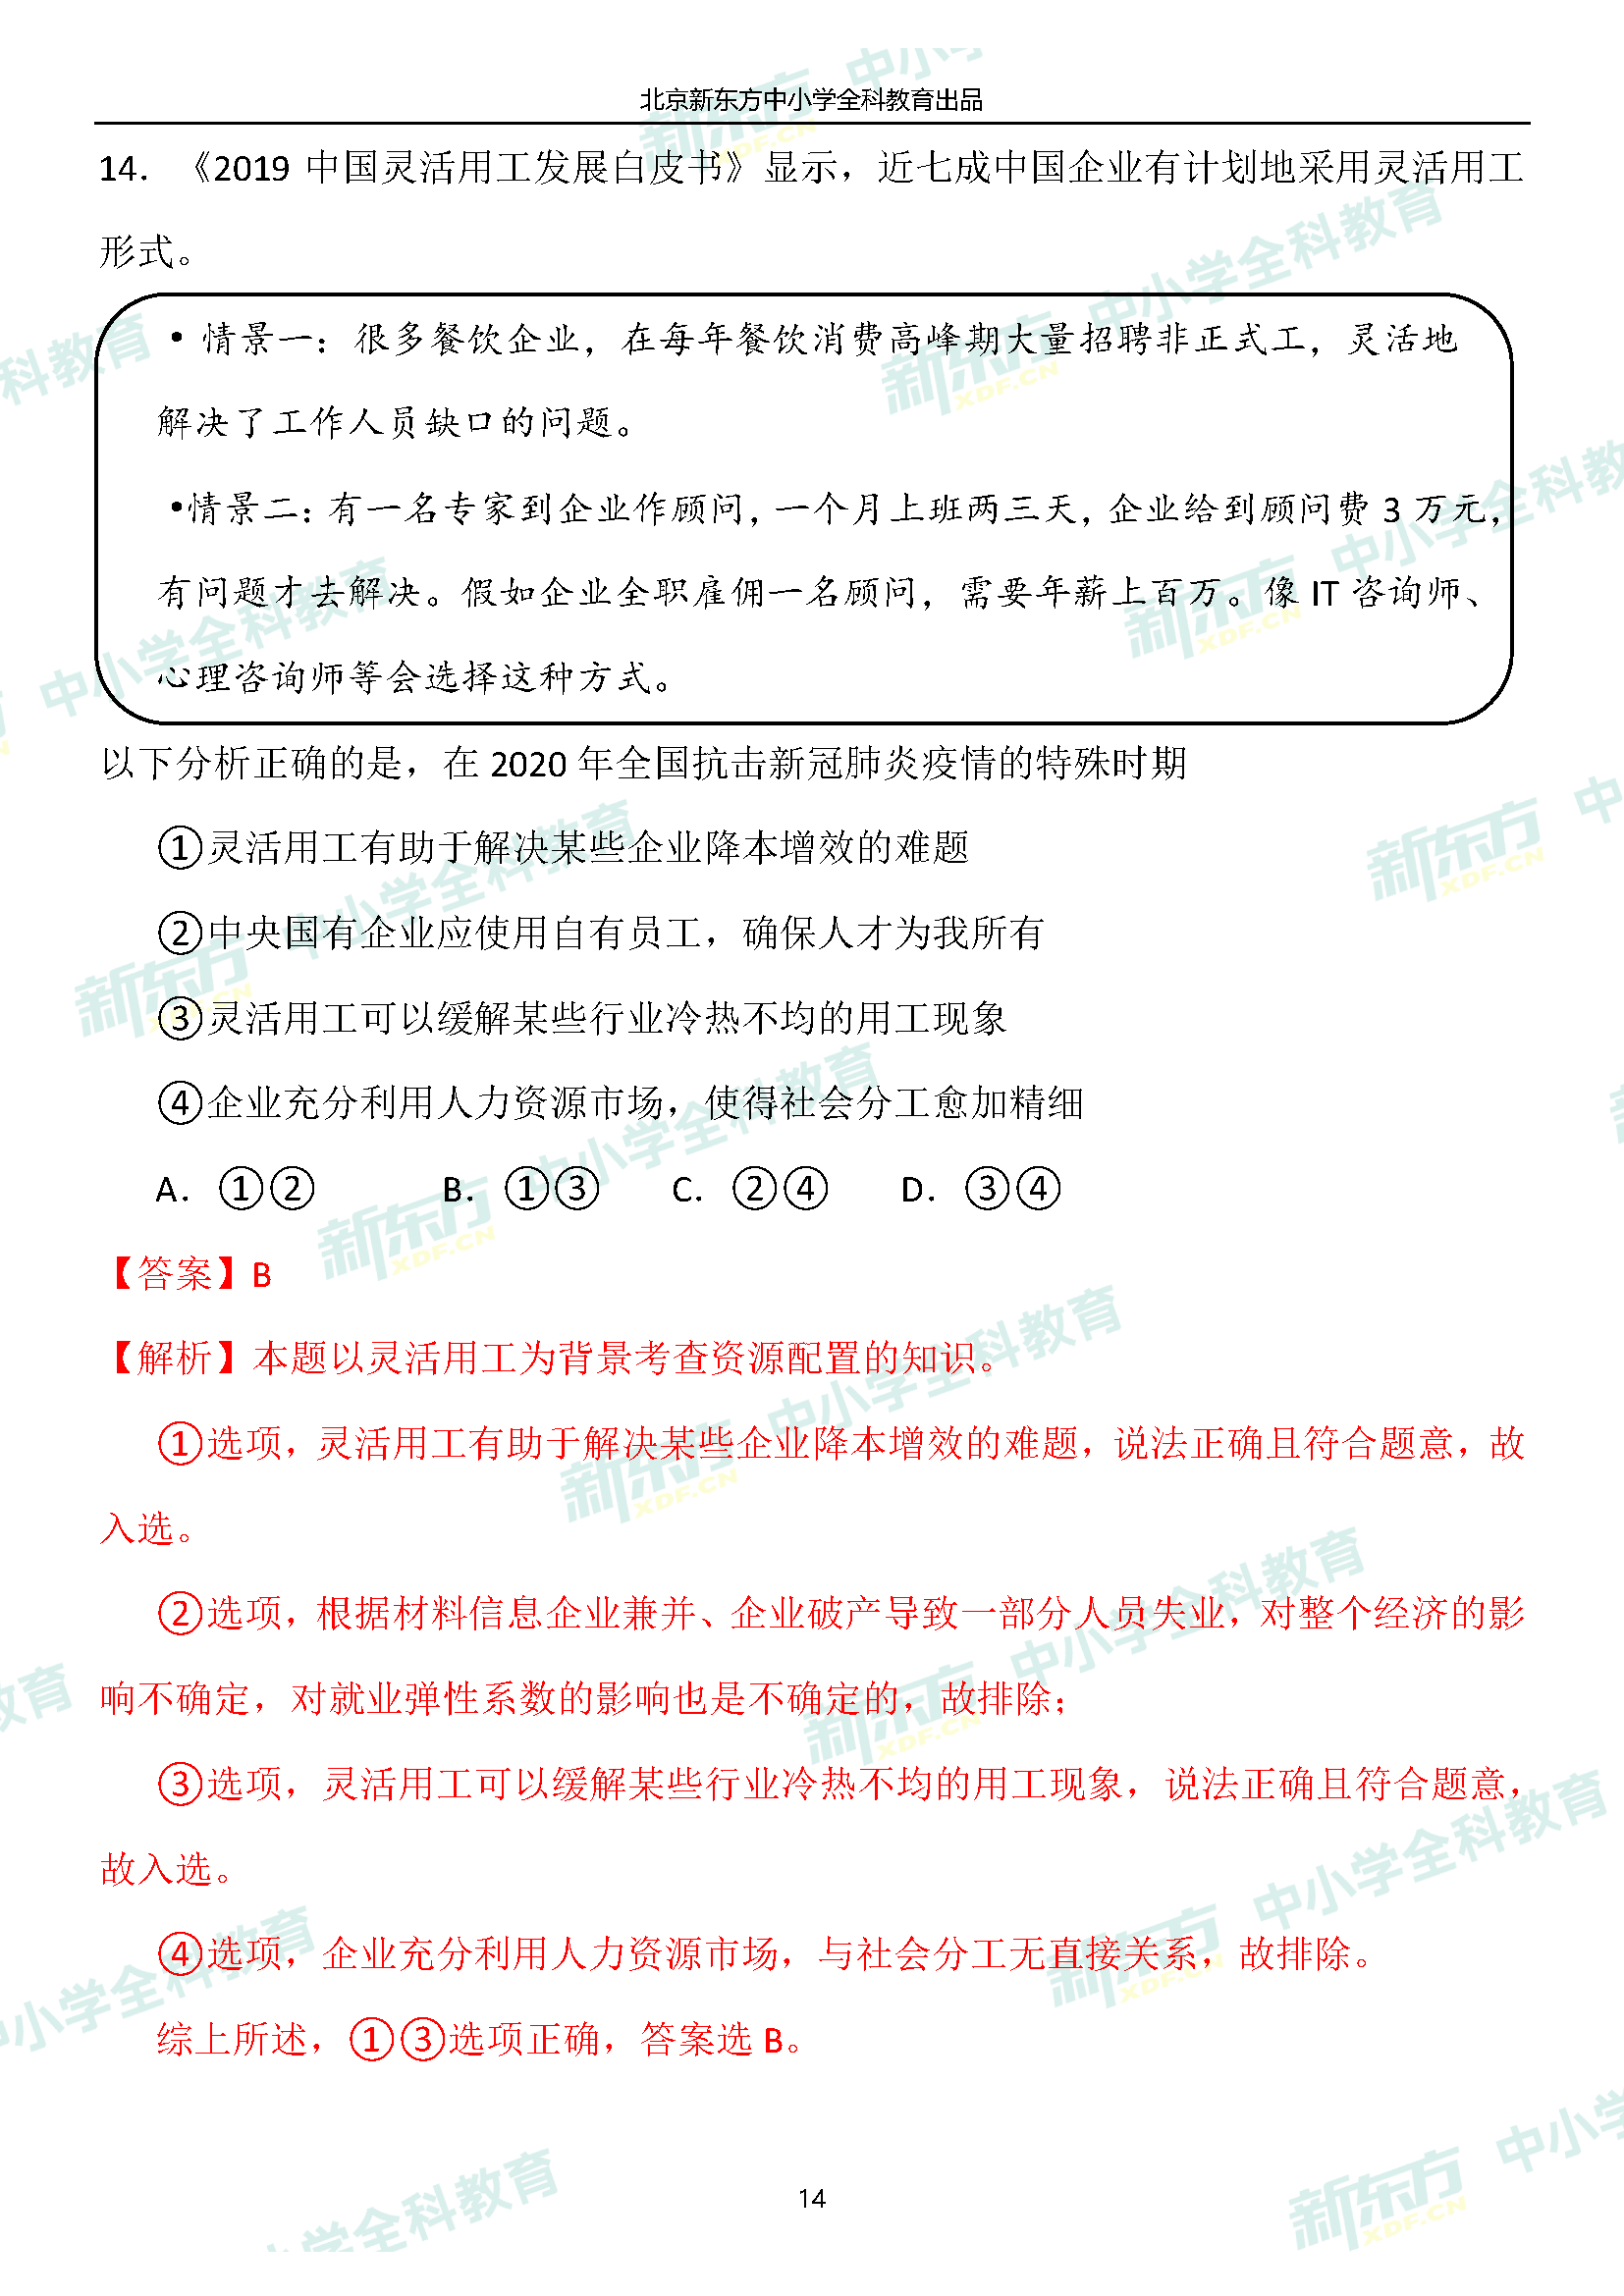 北京新东方中小学全科教育出品
14．《2019 中国灵活用工发展白皮书》显示，近七成中国企业有计划地采用灵活用工
形式。
• 情景一：很多餐饮企业，在每年餐饮消费高峰期大量招聘非正式工，灵活地
解决了工作人员缺口的问题。
•情景二：有一名专家到企业作顾问，一个月上班两三天，企业给到顾问费 3 万元，
有问题才去解决。假如企业全职雇佣一名顾问，需要年薪上百万。像 IT 咨询师、
心理咨询师等会选择这种方式。
以下分析正确的是，在 2020 年全国抗击新冠肺炎疫情的特殊时期
①灵活用工有助于解决某些企业降本增效的难题
②中央国有企业应使用自有员工，确保人才为我所有
③灵活用工可以缓解某些行业冷热不均的用工现象
④企业充分利用人力资源市场，使得社会分工愈加精细
A．①② B．①③ C．②④ D．③④
【答案】B
【解析】本题以灵活用工为背景考查资源配置的知识。
①选项，灵活用工有助于解决某些企业降本增效的难题，说法正确且符合题意，故
入选。
②选项，根据材料信息企业兼并、企业破产导致一部分人员失业，对整个经济的影
响不确定，对就业弹性系数的影响也是不确定的，故排除；
③选项，灵活用工可以缓解某些行业冷热不均的用工现象，说法正确且符合题意，
故入选。
④选项，企业充分利用人力资源市场，与社会分工无直接关系，故排除。
综上所述，①③选项正确，答案选 B。
14
新东方 XDF.CN 中小学全科教育